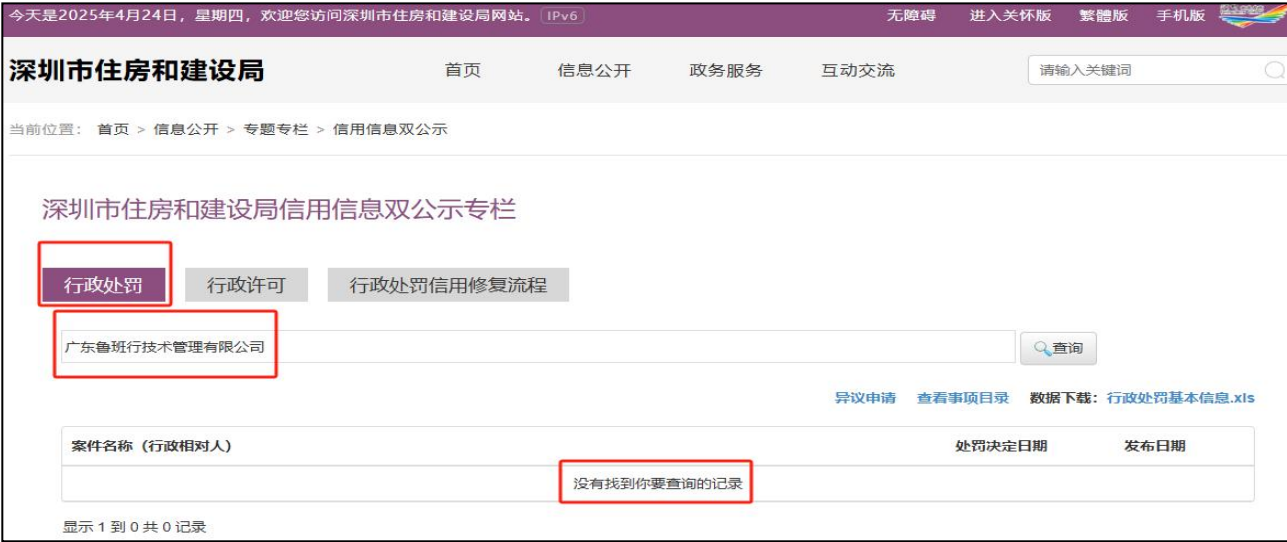 今天是2025年4月24日，星期四，欢迎您访问深圳市住房和建设局网站。 IPv6 无障碍 进入关怀版 繁體版 手机版
深圳市住房和建设局 首页 信息公开 政务服务 互动交流 请输入关键词
当前位置： 首页 > 信息公开 > 专题专栏 > 信用信息双公示
深圳市住房和建设局信用信息双公示专栏
行政处罚 行政许可 行政处罚信用修复流程
广东鲁班行技术管理有限公司 查询
异议申请 查看事项目录 数据下载：行政处罚基本信息.xls
案件名称（行政相对人） 处罚决定日期 发布日期
没有找到你要查询的记录
显示 1 到 0 共 0 记录